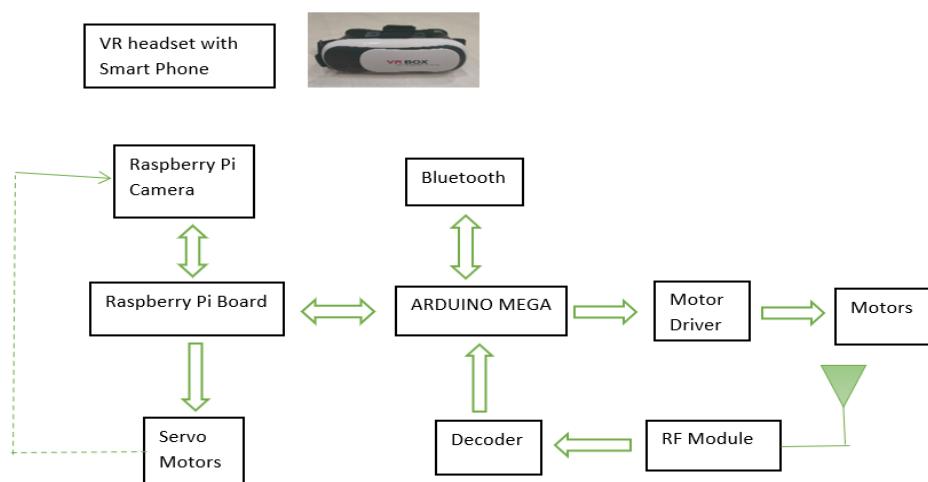 VR headset with
Smart Phone
VR BOX
Raspberry Pi
Camera
Bluetooth
Raspberry Pi Board
ARDUINO MEGA
Motor
Driver
Motors
Servo
Motors
Decoder
RF Module